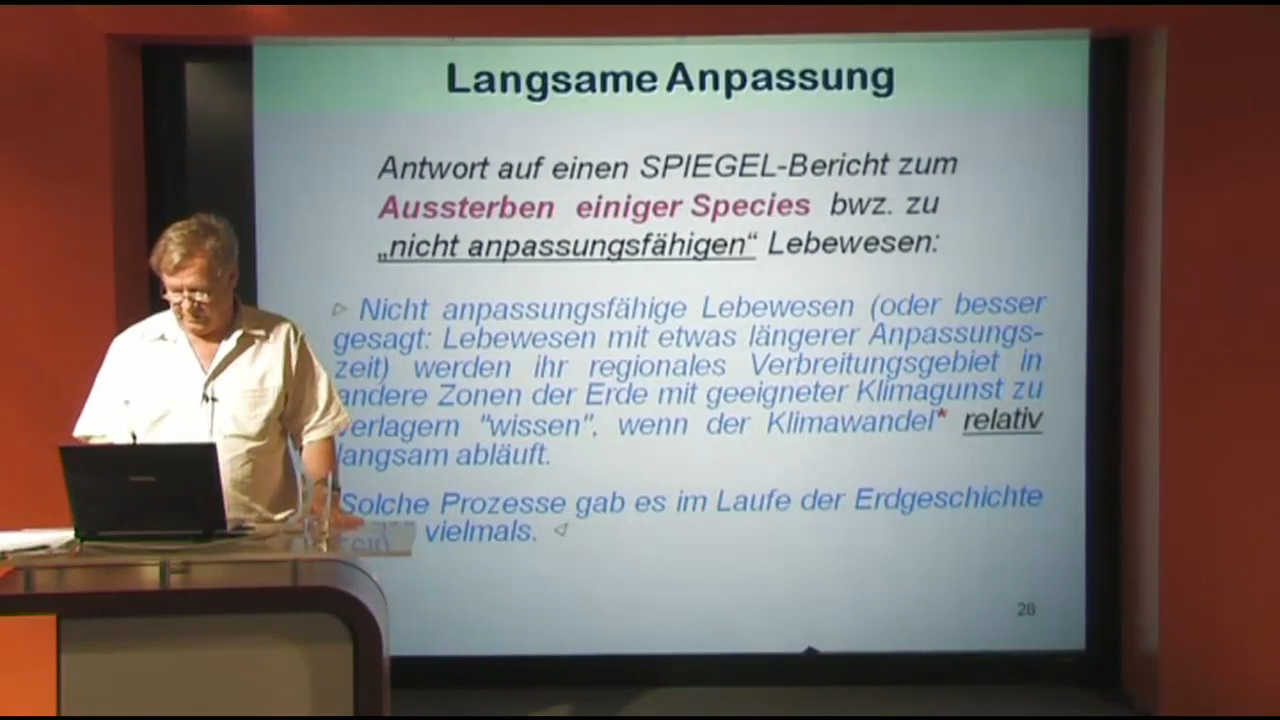 Langsame Anpassung
Antwort auf einen SPIEGEL-Bericht zum
Aussterben einiger Species bwz. zu
„nicht anpassungsfähigen“ Lebewesen:
▷ Nicht anpassungsfähige Lebewesen (oder besser
gesagt: Lebewesen mit etwas längerer Anpassungs-
zeit) werden ihr regionales Verbreitungsgebiet in
andere Zonen der Erde mit geeigneter Klimagunst zu
verlagern "wissen", wenn der Klimawandel* relativ
langsam abläuft.
Solche Prozesse gab es im Laufe der Erdgeschichte
vielmals. ◁
28